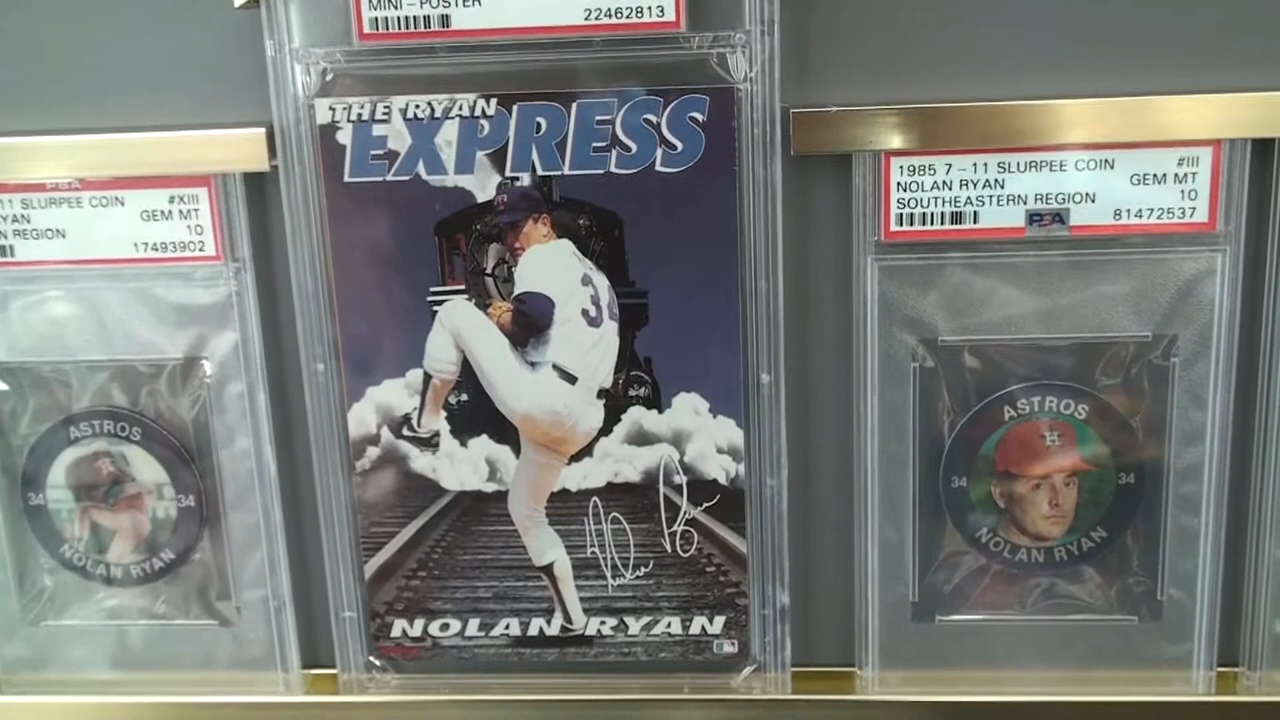 MINI-POSTER
22462813
THE RYAN
EXPRESS
34
NOLAN RYAN
PSA
11 SLURPEE COIN #XIII
YAN GEM MT
N REGION 10
17493902
ASTROS
34 34
NOLAN RYAN
1985 7-11 SLURPEE COIN #III
NOLAN RYAN GEM MT
SOUTHEASTERN REGION 10
PSA 81472537
ASTROS
H
34 34
NOLAN RYAN